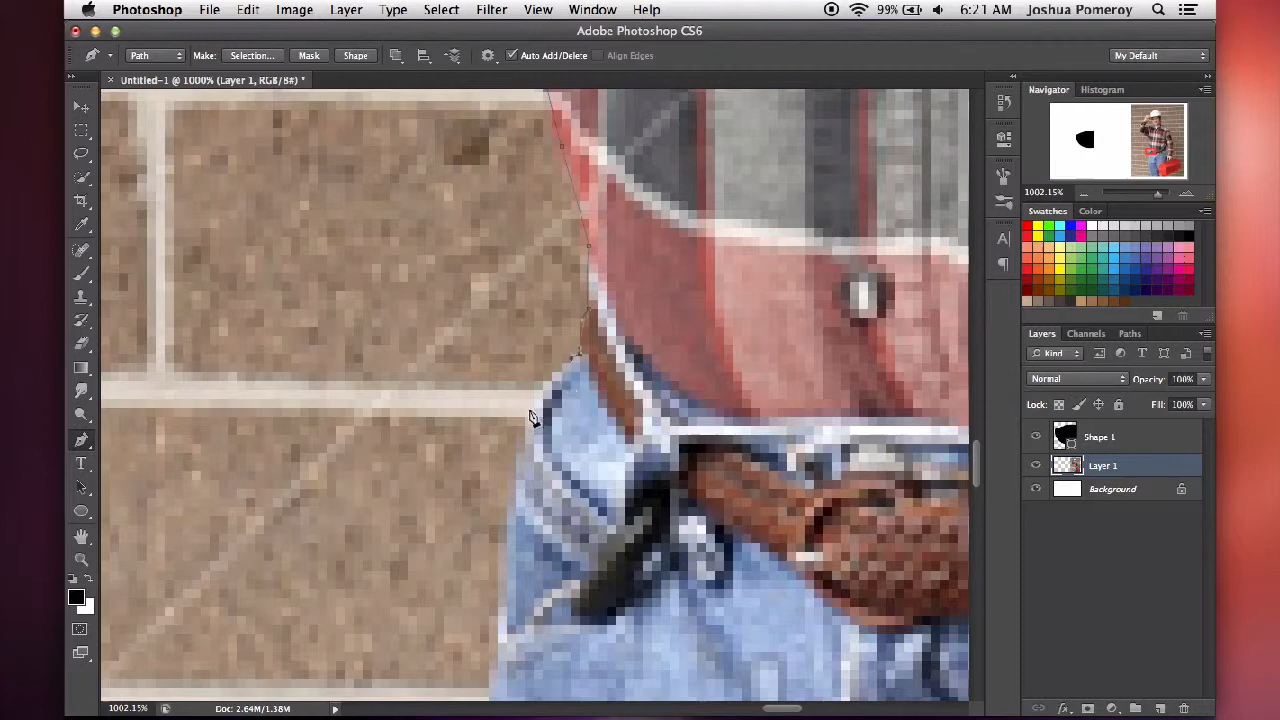 Photoshop File Edit Image Layer Type Select Filter View Window Help 99% 6:21 AM Joshua Pomeroy
Adobe Photoshop CS6
Path Make: Selection... Mask Shape Auto Add/Delete Align Edges My Default
Untitled-1 @ 1000% (Layer 1, RGB/8#) *
Navigator Histogram
1002.15%
Swatches Color
Layers Channels Paths
Kind
Normal Opacity: 100%
Lock: Fill: 100%
Shape 1
Layer 1
Background
1002.15% Doc: 2.64M/1.38M